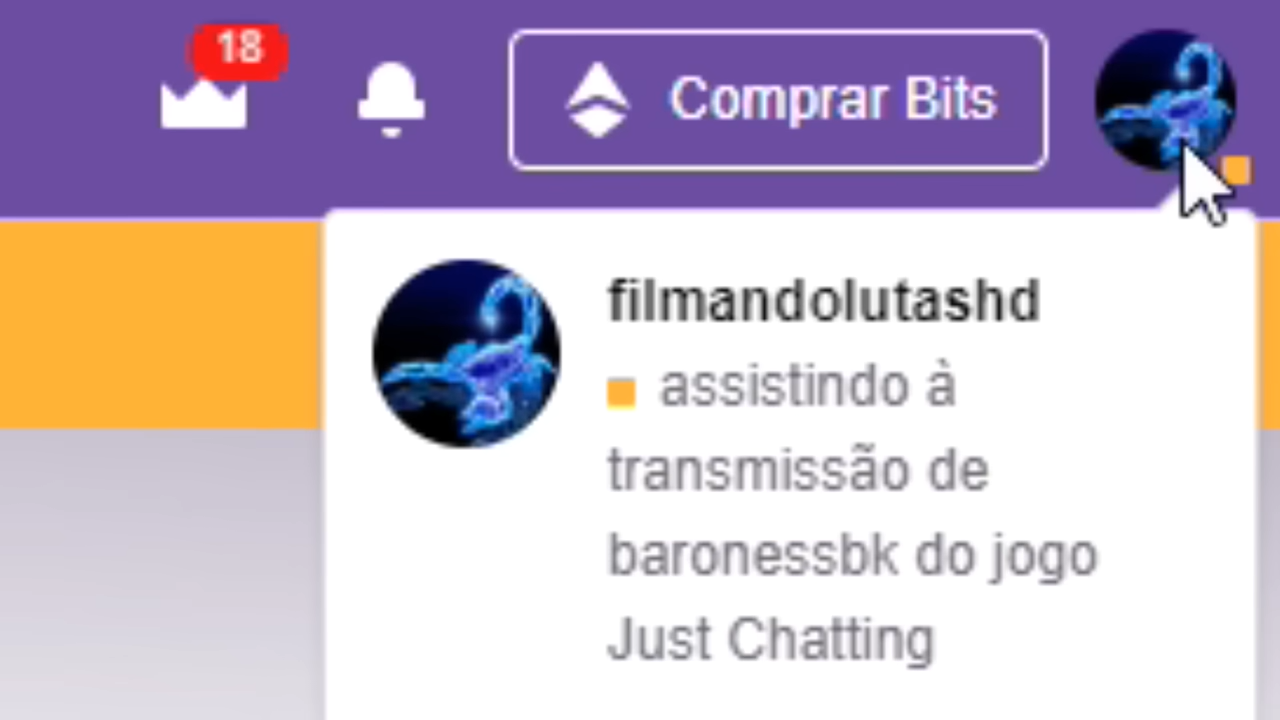 18
Comprar Bits
filmandolutashd
assistindo à
transmissão de
baronessbk do jogo
Just Chatting